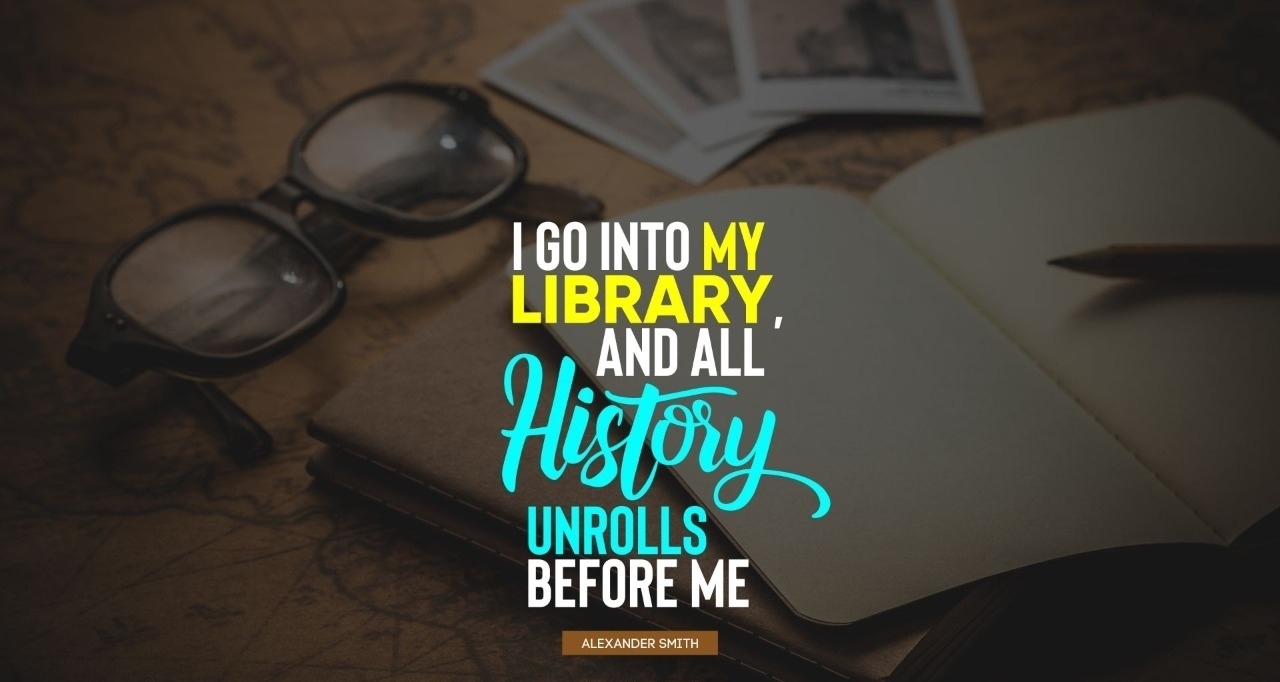 I GO INTO MY
LIBRARY,
AND ALL
History
UNROLLS
BEFORE ME
ALEXANDER SMITH